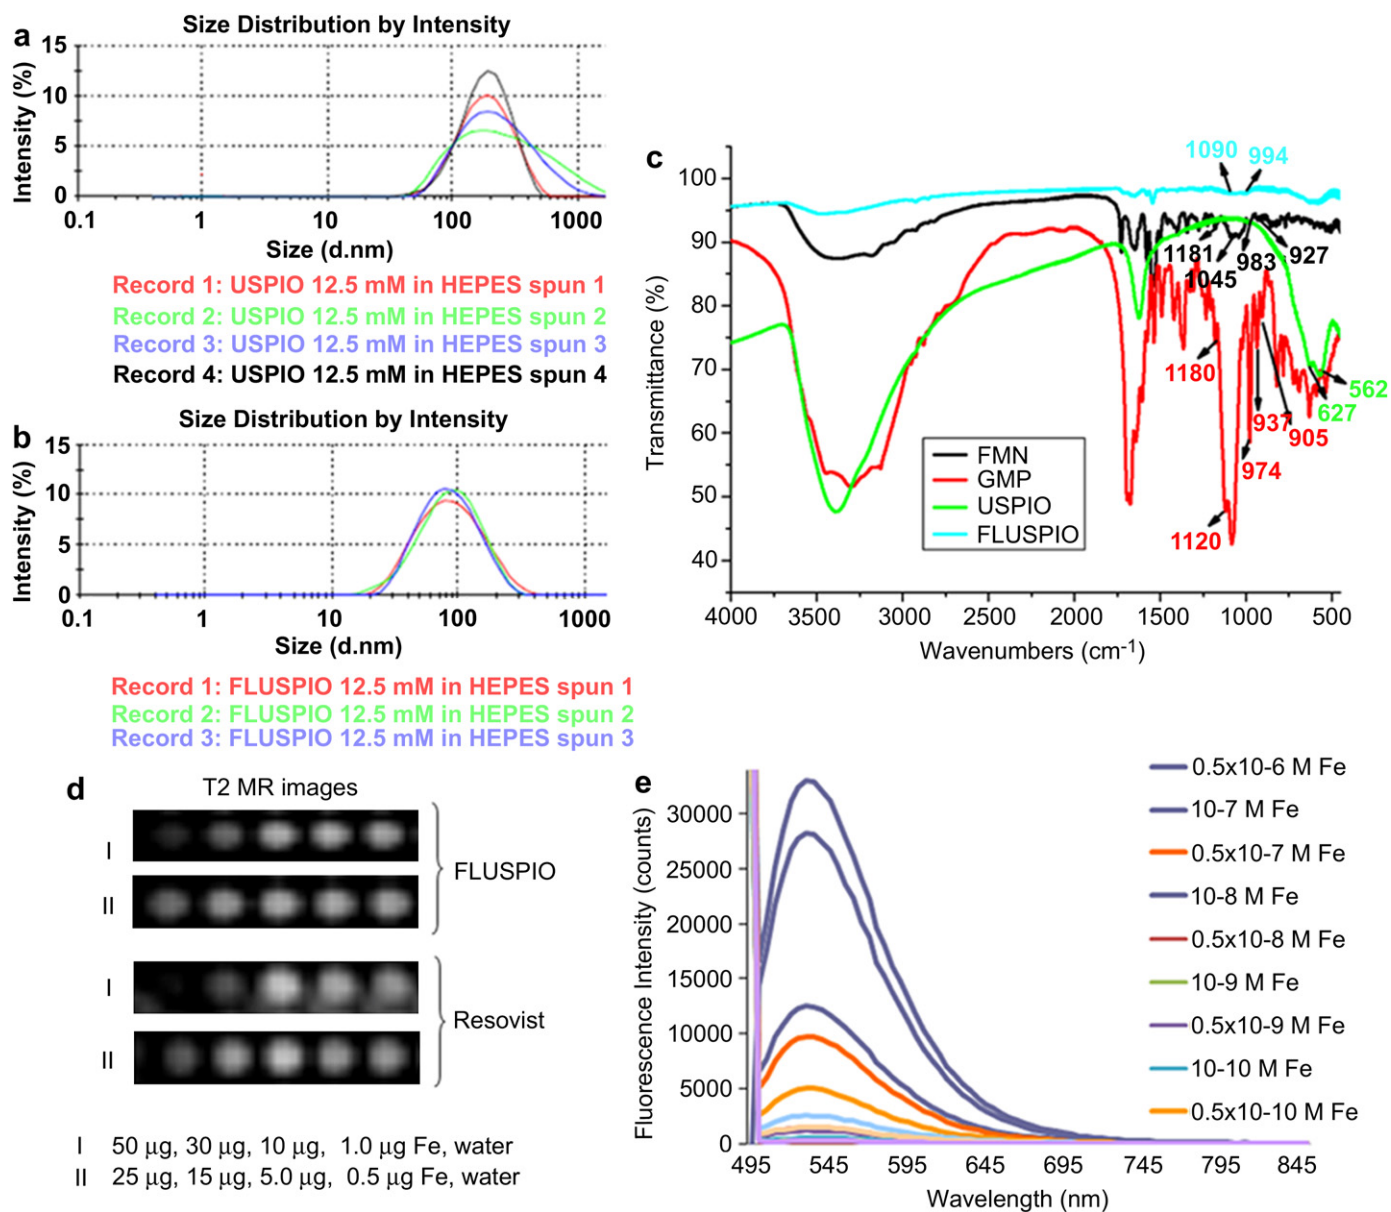 a
Size Distribution by Intensity
Intensity (%)
15
10
5
0
0.1 1 10 100 1000
Size (d.nm)
Record 1: USPIO 12.5 mM in HEPES spun 1
Record 2: USPIO 12.5 mM in HEPES spun 2
Record 3: USPIO 12.5 mM in HEPES spun 3
Record 4: USPIO 12.5 mM in HEPES spun 4
b
Size Distribution by Intensity
Intensity (%)
15
10
5
0
0.1 1 10 100 1000
Size (d.nm)
Record 1: FLUSPIO 12.5 mM in HEPES spun 1
Record 2: FLUSPIO 12.5 mM in HEPES spun 2
Record 3: FLUSPIO 12.5 mM in HEPES spun 3
c
Transmittance (%)
100
90
80
70
60
50
40
1090 994
1181 983 927
1045
1180
562
627
937
905
974
1120
FMN
GMP
USPIO
FLUSPIO
4000 3500 3000 2500 2000 1500 1000 500
Wavenumbers (cm-1)
d
T2 MR images
I
II
FLUSPIO
I
II
Resovist
I 50 µg, 30 µg, 10 µg, 1.0 µg Fe, water
II 25 µg, 15 µg, 5.0 µg, 0.5 µg Fe, water
e
Fluorescence Intensity (counts)
30000
25000
20000
15000
10000
5000
0
495 545 595 645 695 745 795 845
Wavelength (nm)
0.5x10-6 M Fe
10-7 M Fe
0.5x10-7 M Fe
10-8 M Fe
0.5x10-8 M Fe
10-9 M Fe
0.5x10-9 M Fe
10-10 M Fe
0.5x10-10 M Fe